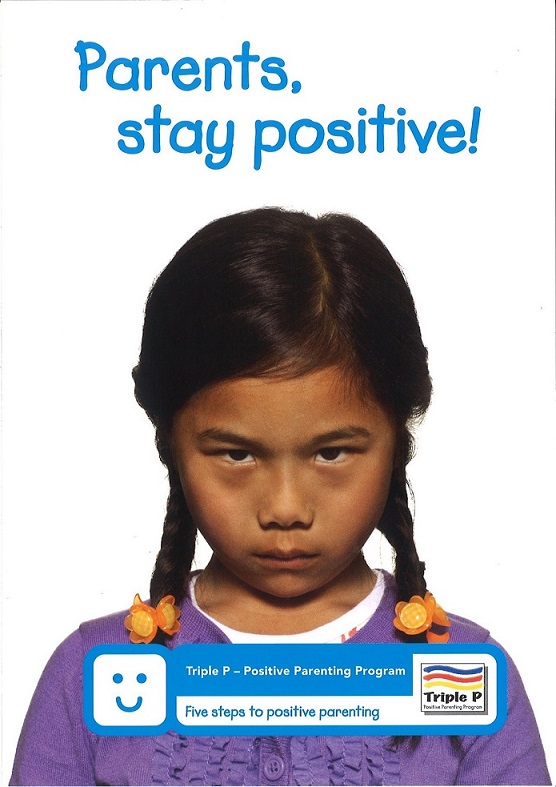 Parents,
stay positive!
Triple P – Positive Parenting Program
Five steps to positive parenting
Triple P
Positive Parenting Program